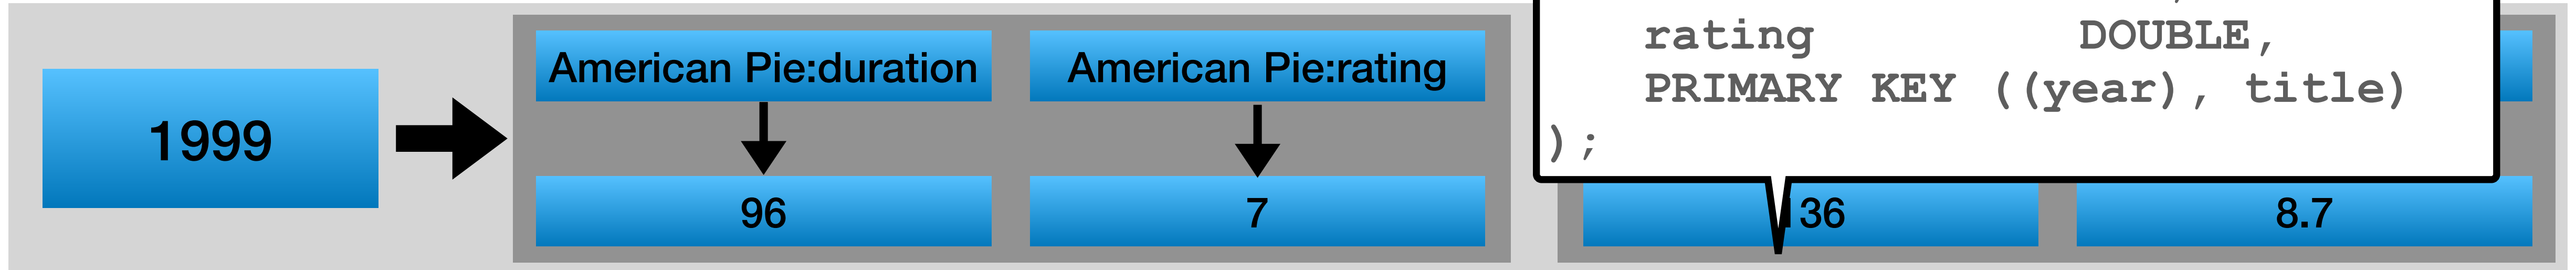 1999
American Pie:duration
American Pie:rating
96
7
rating DOUBLE,
PRIMARY KEY ((year), title)
);
36
8.7